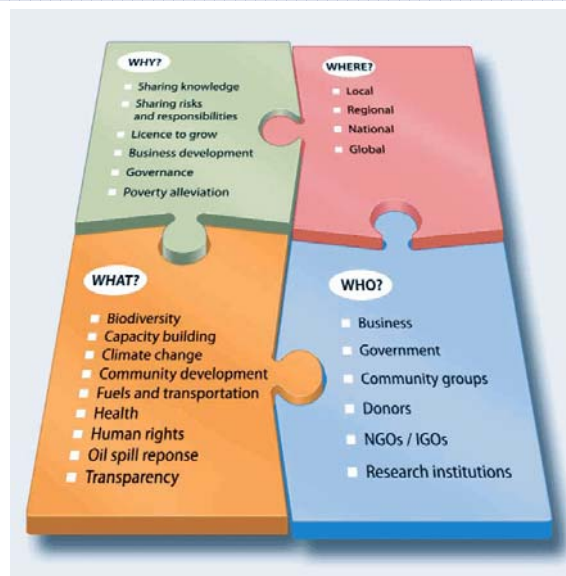 WHY?
Sharing knowledge
Sharing risks
and responsibilities
Licence to grow
Business development
Governance
Poverty alleviation
WHERE?
Local
Regional
National
Global
WHAT?
Biodiversity
Capacity building
Climate change
Community development
Fuels and transportation
Health
Human rights
Oil spill reponse
Transparency
WHO?
Business
Government
Community groups
Donors
NGOs / IGOs
Research institutions